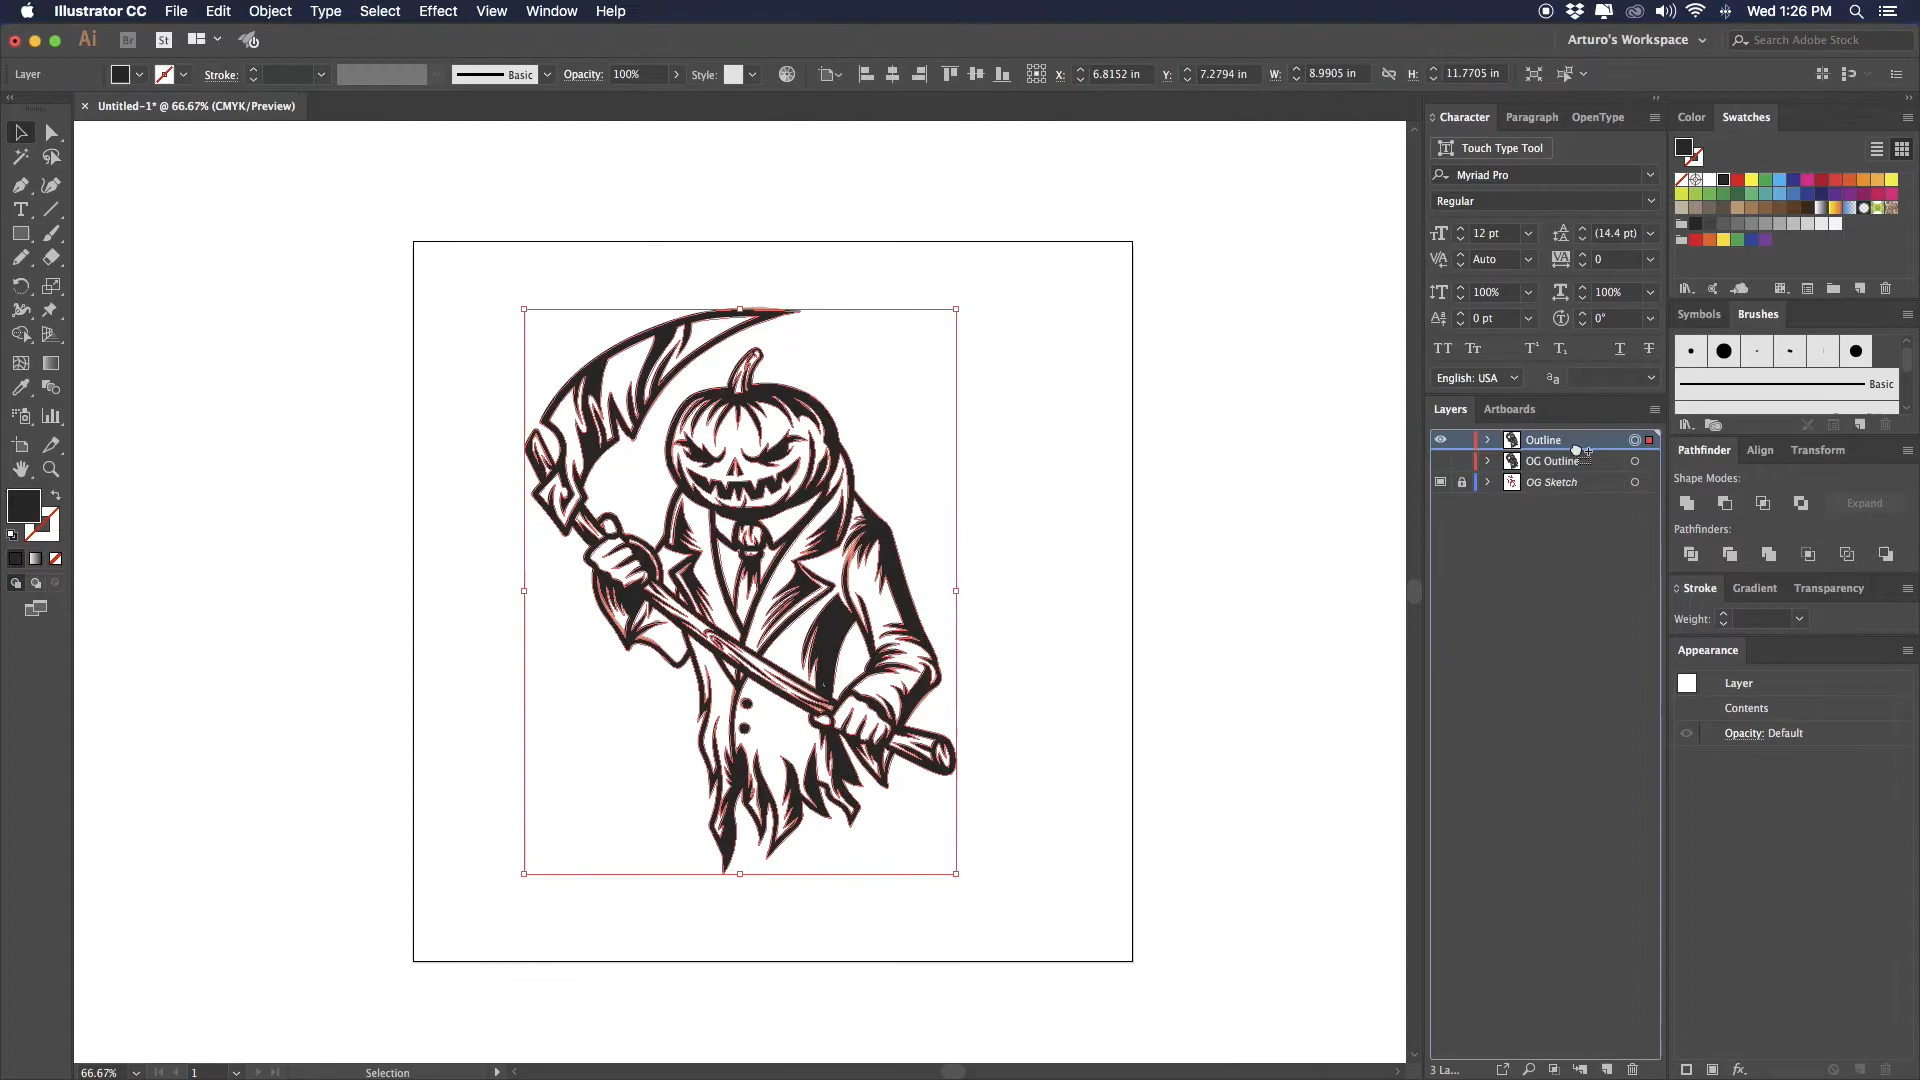 Illustrator CC File Edit Object Type Select Effect View Window Help Wed 1:26 PM
Ai Br St Arturo's Workspace Search Adobe Stock
Layer Stroke: Basic Opacity: 100% Style: X: 6.8152 in Y: 7.2794 in W: 8.9905 in H: 11.7705 in
Untitled-1* @ 66.67% (CMYK/Preview)
Character Paragraph OpenType
Touch Type Tool
Myriad Pro
Regular
12 pt (14.4 pt)
Auto 0
100% 100%
0 pt 0°
English: USA
Layers Artboards
Outline
OG Outline
OG Sketch
3 La...
Color Swatches
Symbols Brushes
Basic
Pathfinder Align Transform
Shape Modes:
Expand
Pathfinders:
Stroke Gradient Transparency
Weight:
Appearance
Layer
Contents
Opacity: Default
fx
66.67% 1 Selection